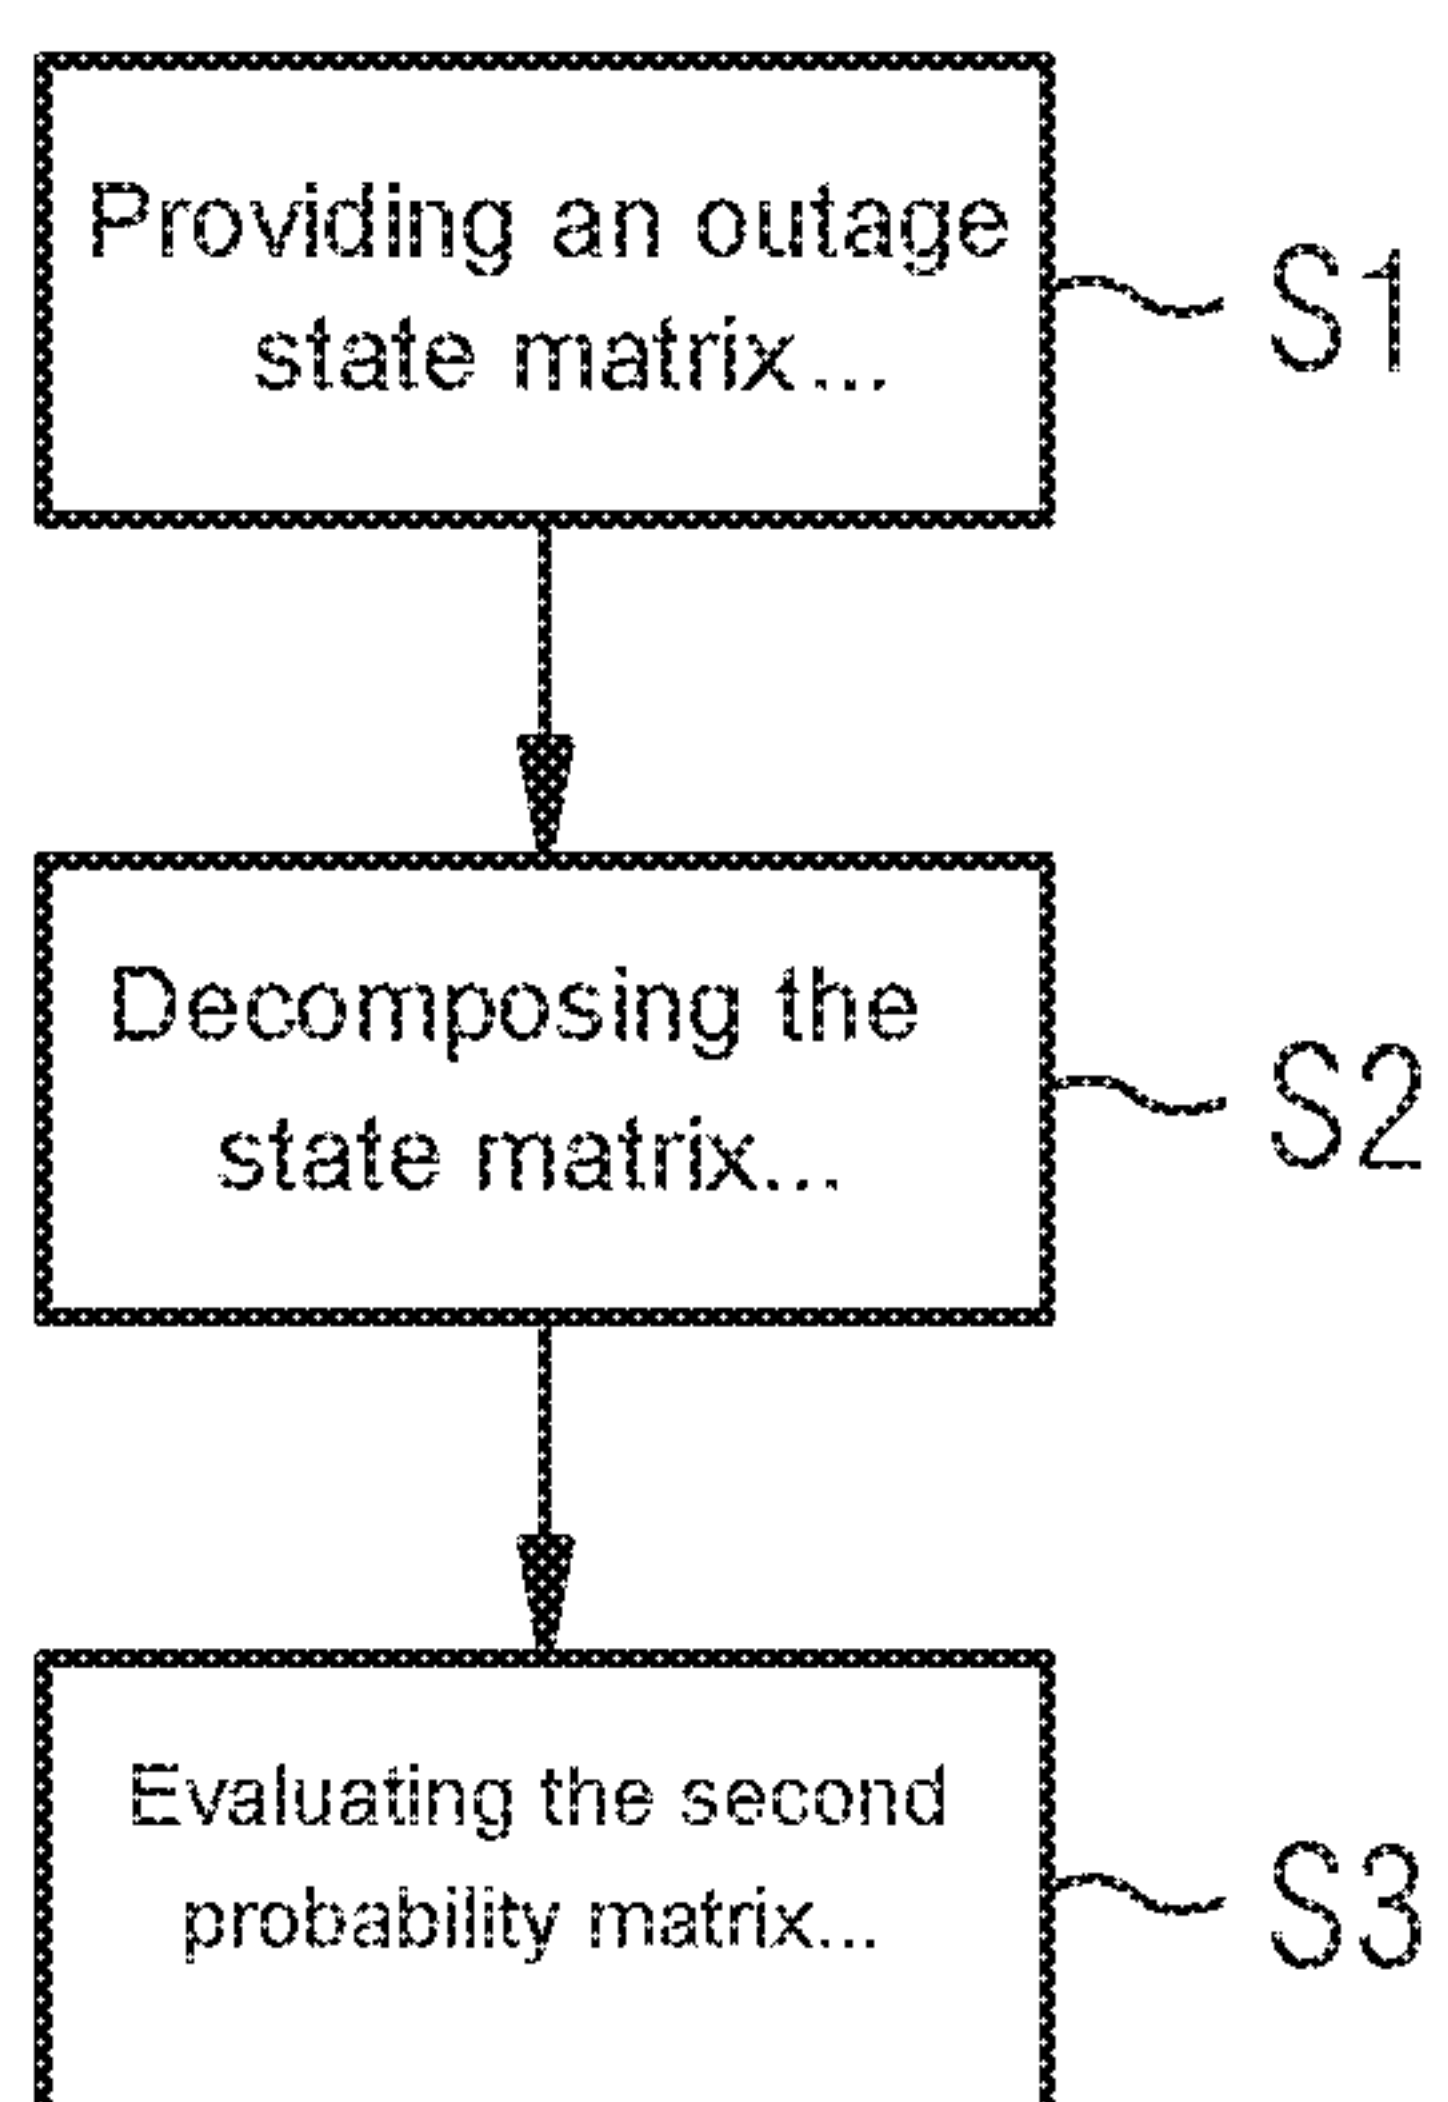 Providing an outage
state matrix...
S1
Decomposing the
state matrix...
S2
Evaluating the second
probability matrix...
S3